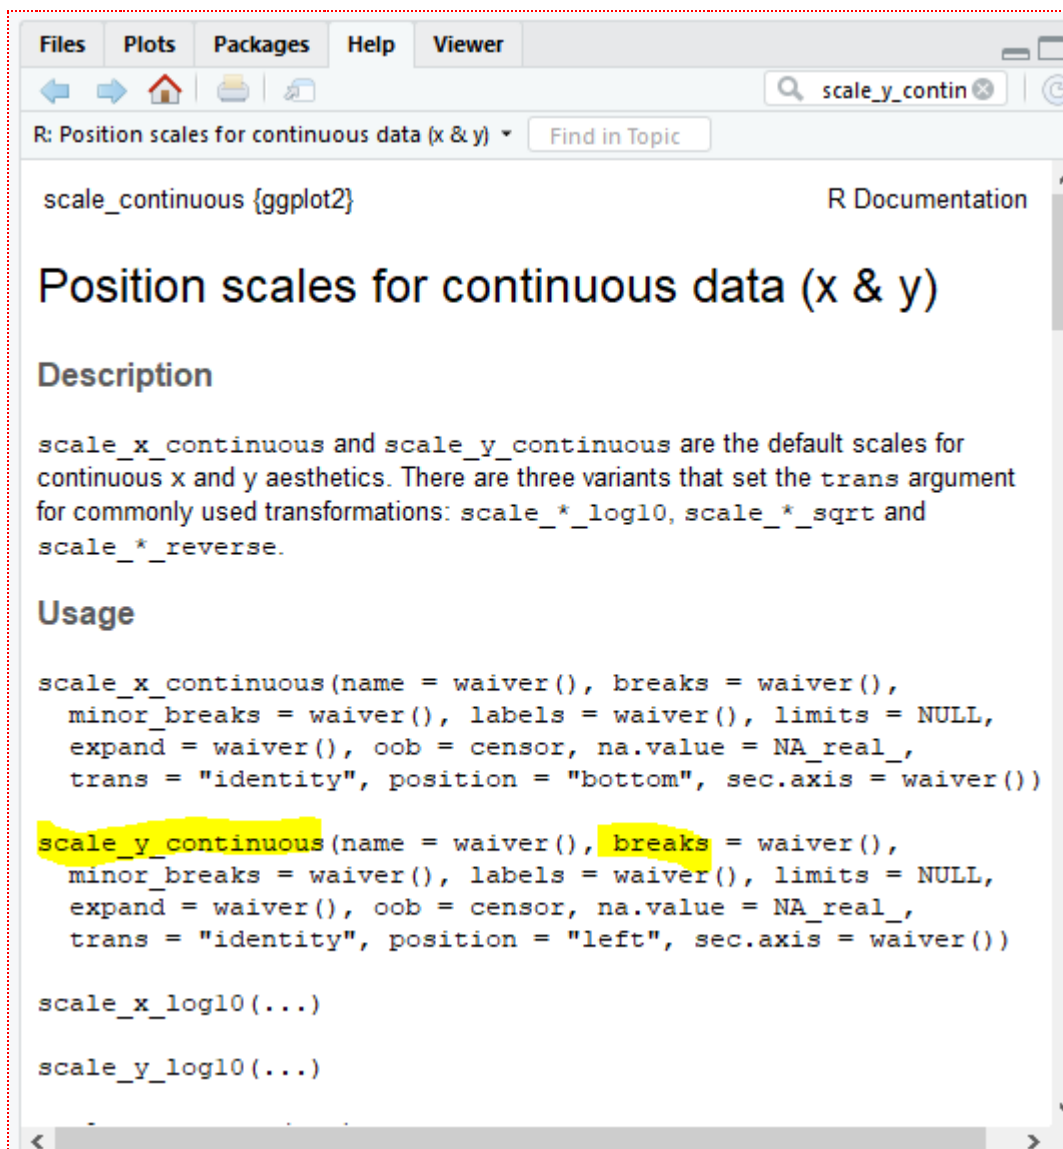 Files Plots Packages Help Viewer
scale_y_contin
R: Position scales for continuous data (x & y) Find in Topic
scale_continuous {ggplot2} R Documentation
Position scales for continuous data (x & y)
Description
scale_x_continuous and scale_y_continuous are the default scales for
continuous x and y aesthetics. There are three variants that set the trans argument
for commonly used transformations: scale_*_log10, scale_*_sqrt and
scale_*_reverse.
Usage
scale_x_continuous(name = waiver(), breaks = waiver(),
minor_breaks = waiver(), labels = waiver(), limits = NULL,
expand = waiver(), oob = censor, na.value = NA_real_,
trans = "identity", position = "bottom", sec.axis = waiver())
scale_y_continuous(name = waiver(), breaks = waiver(),
minor_breaks = waiver(), labels = waiver(), limits = NULL,
expand = waiver(), oob = censor, na.value = NA_real_,
trans = "identity", position = "left", sec.axis = waiver())
scale_x_log10(...)
scale_y_log10(...)